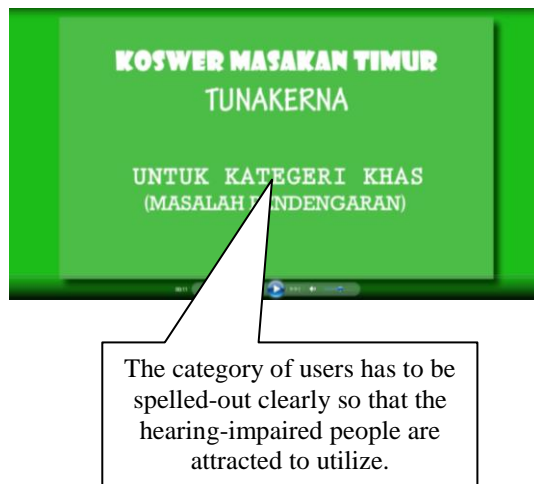 KOSWER MASAKAN TIMUR
TUNAKERNA
UNTUK KATEGERI KHAS
(MASALAH PENDENGARAN)
The category of users has to be
spelled-out clearly so that the
hearing-impaired people are
attracted to utilize.